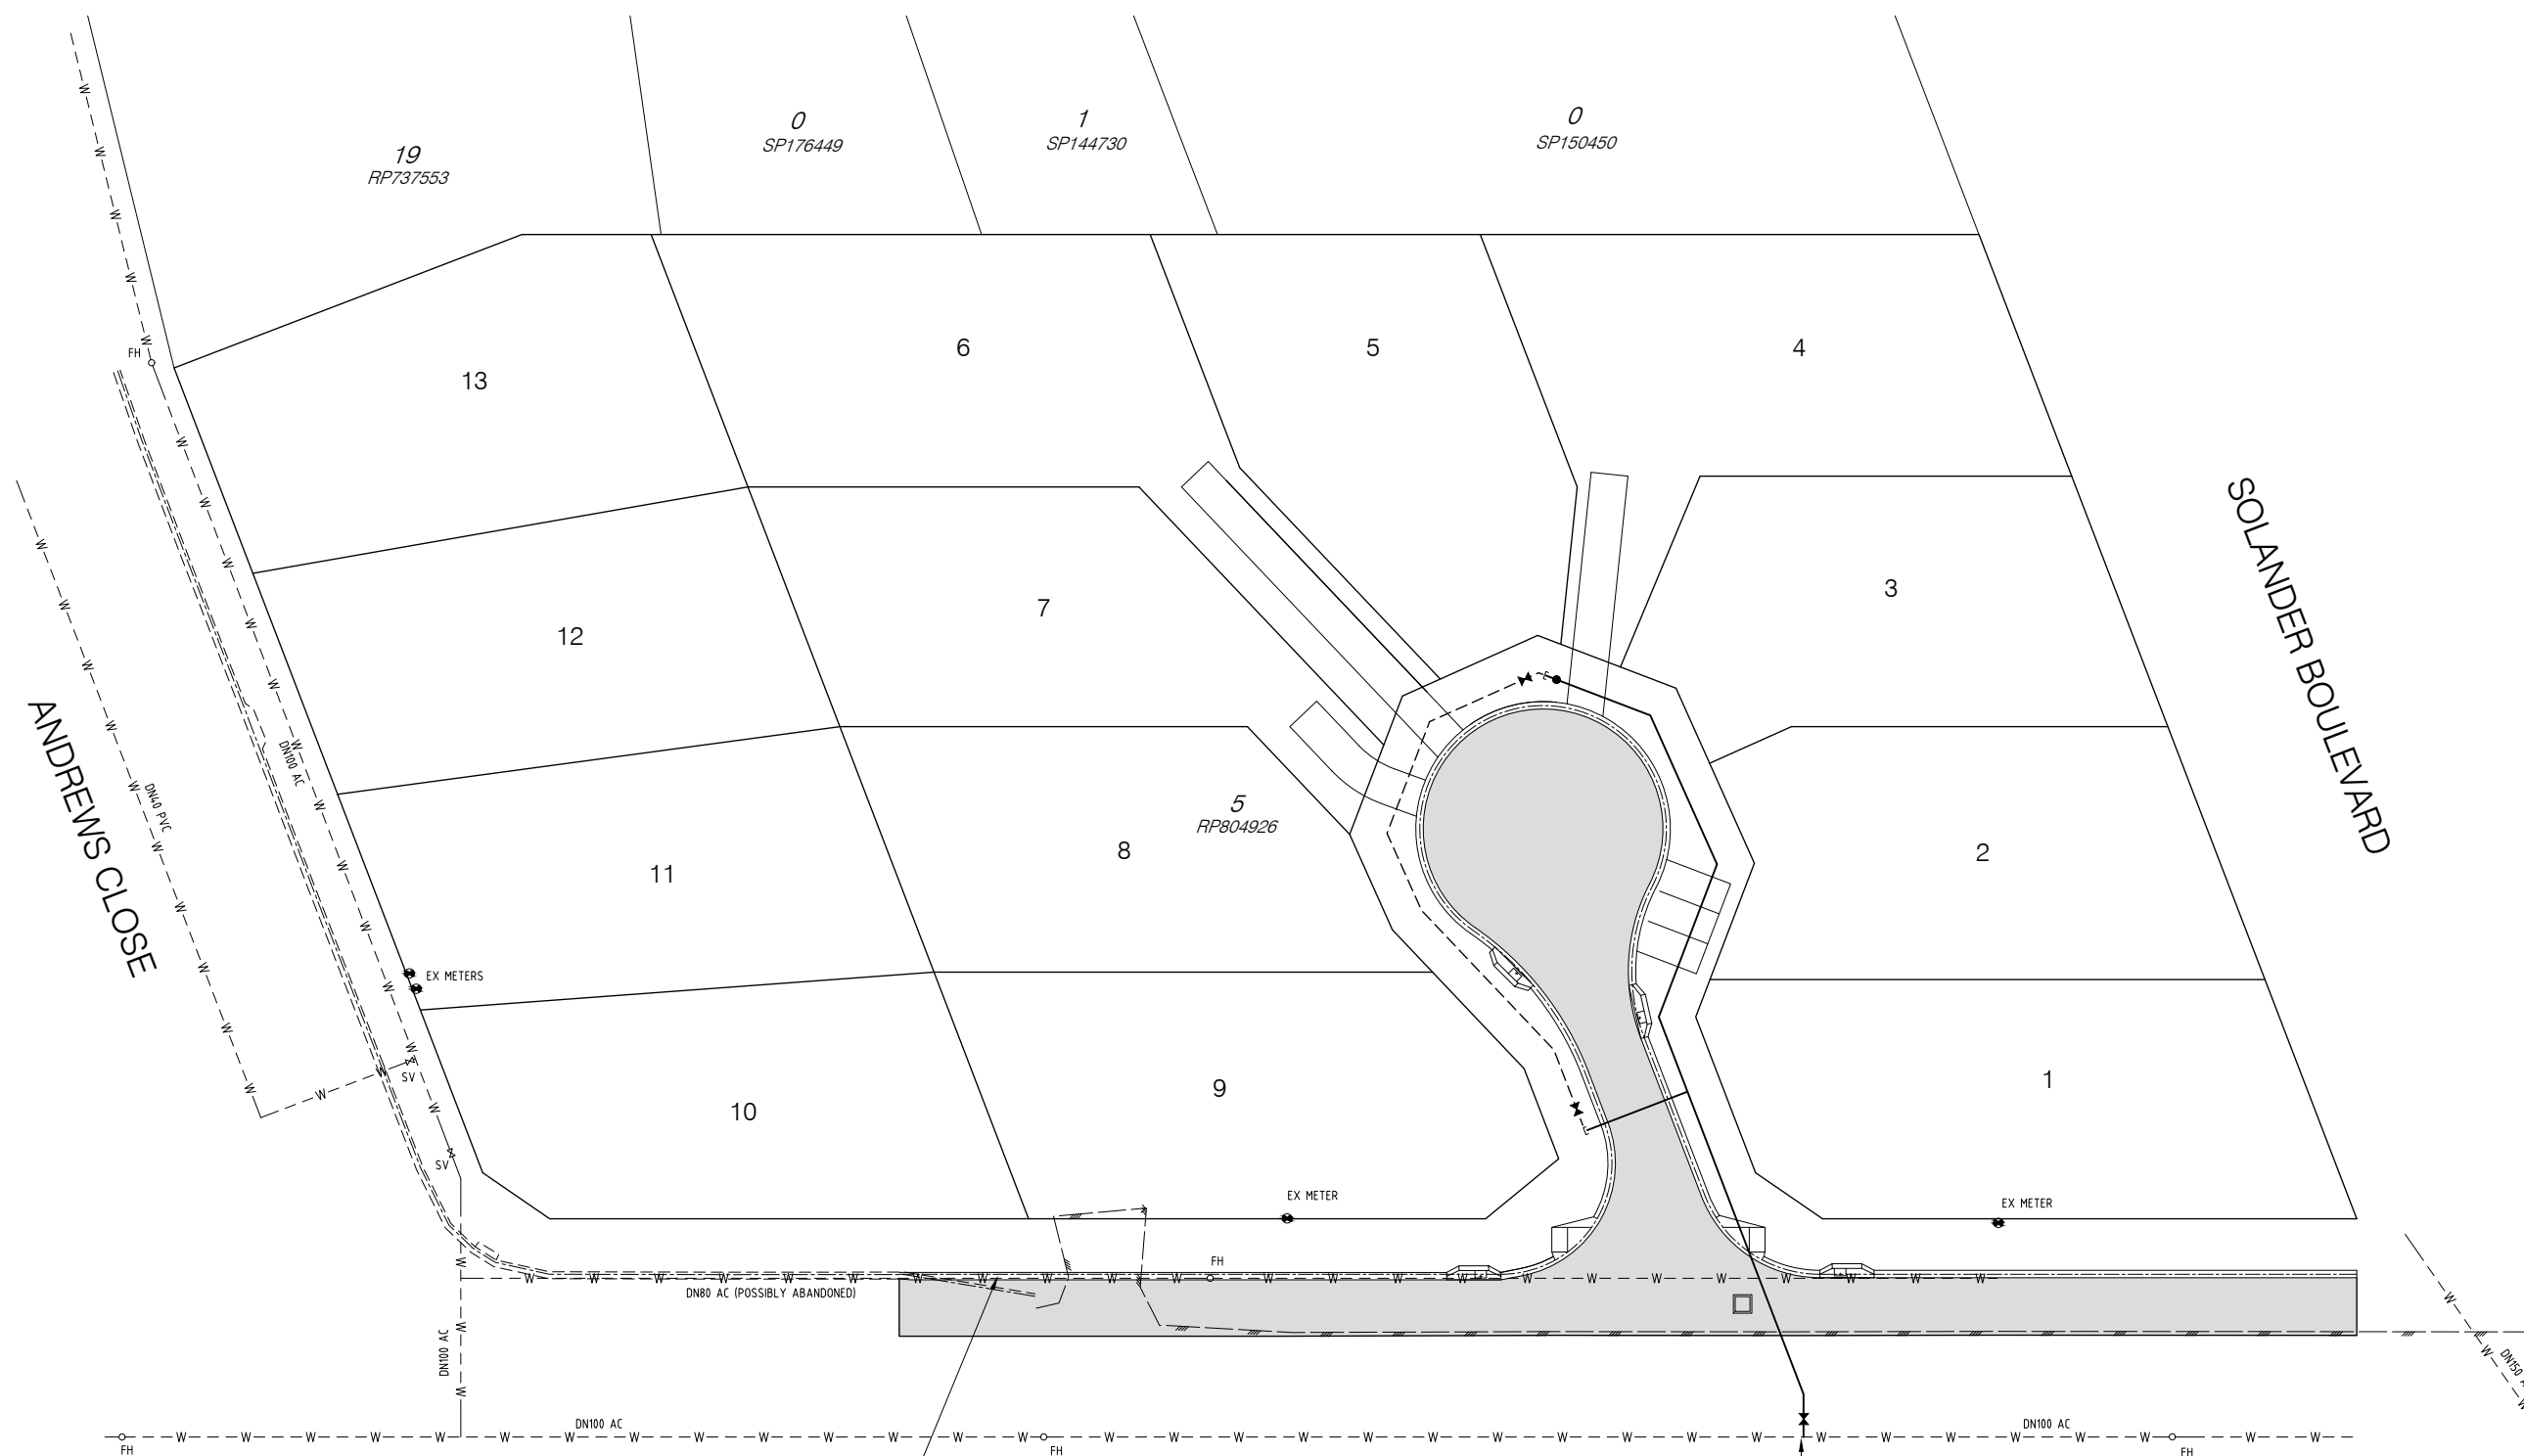 0
SP176449
1
SP144730
0
SP150450
19
RP737553
FH
13
6
5
4
3
12
7
SOLANDER BOULEVARD
ANDREWS CLOSE
DN100 AC
DN40 PVC
5
RP804926
11
8
2
EX METERS
SV
10
9
1
SV
EX METER
EX METER
FH
DN80 AC (POSSIBLY ABANDONED)
DN100 AC
DN150
DN100 AC
DN100 AC
FH
FH
FH
W W W W W W W W W W W W W W W W W W W W W W W W W W W W W W W W W